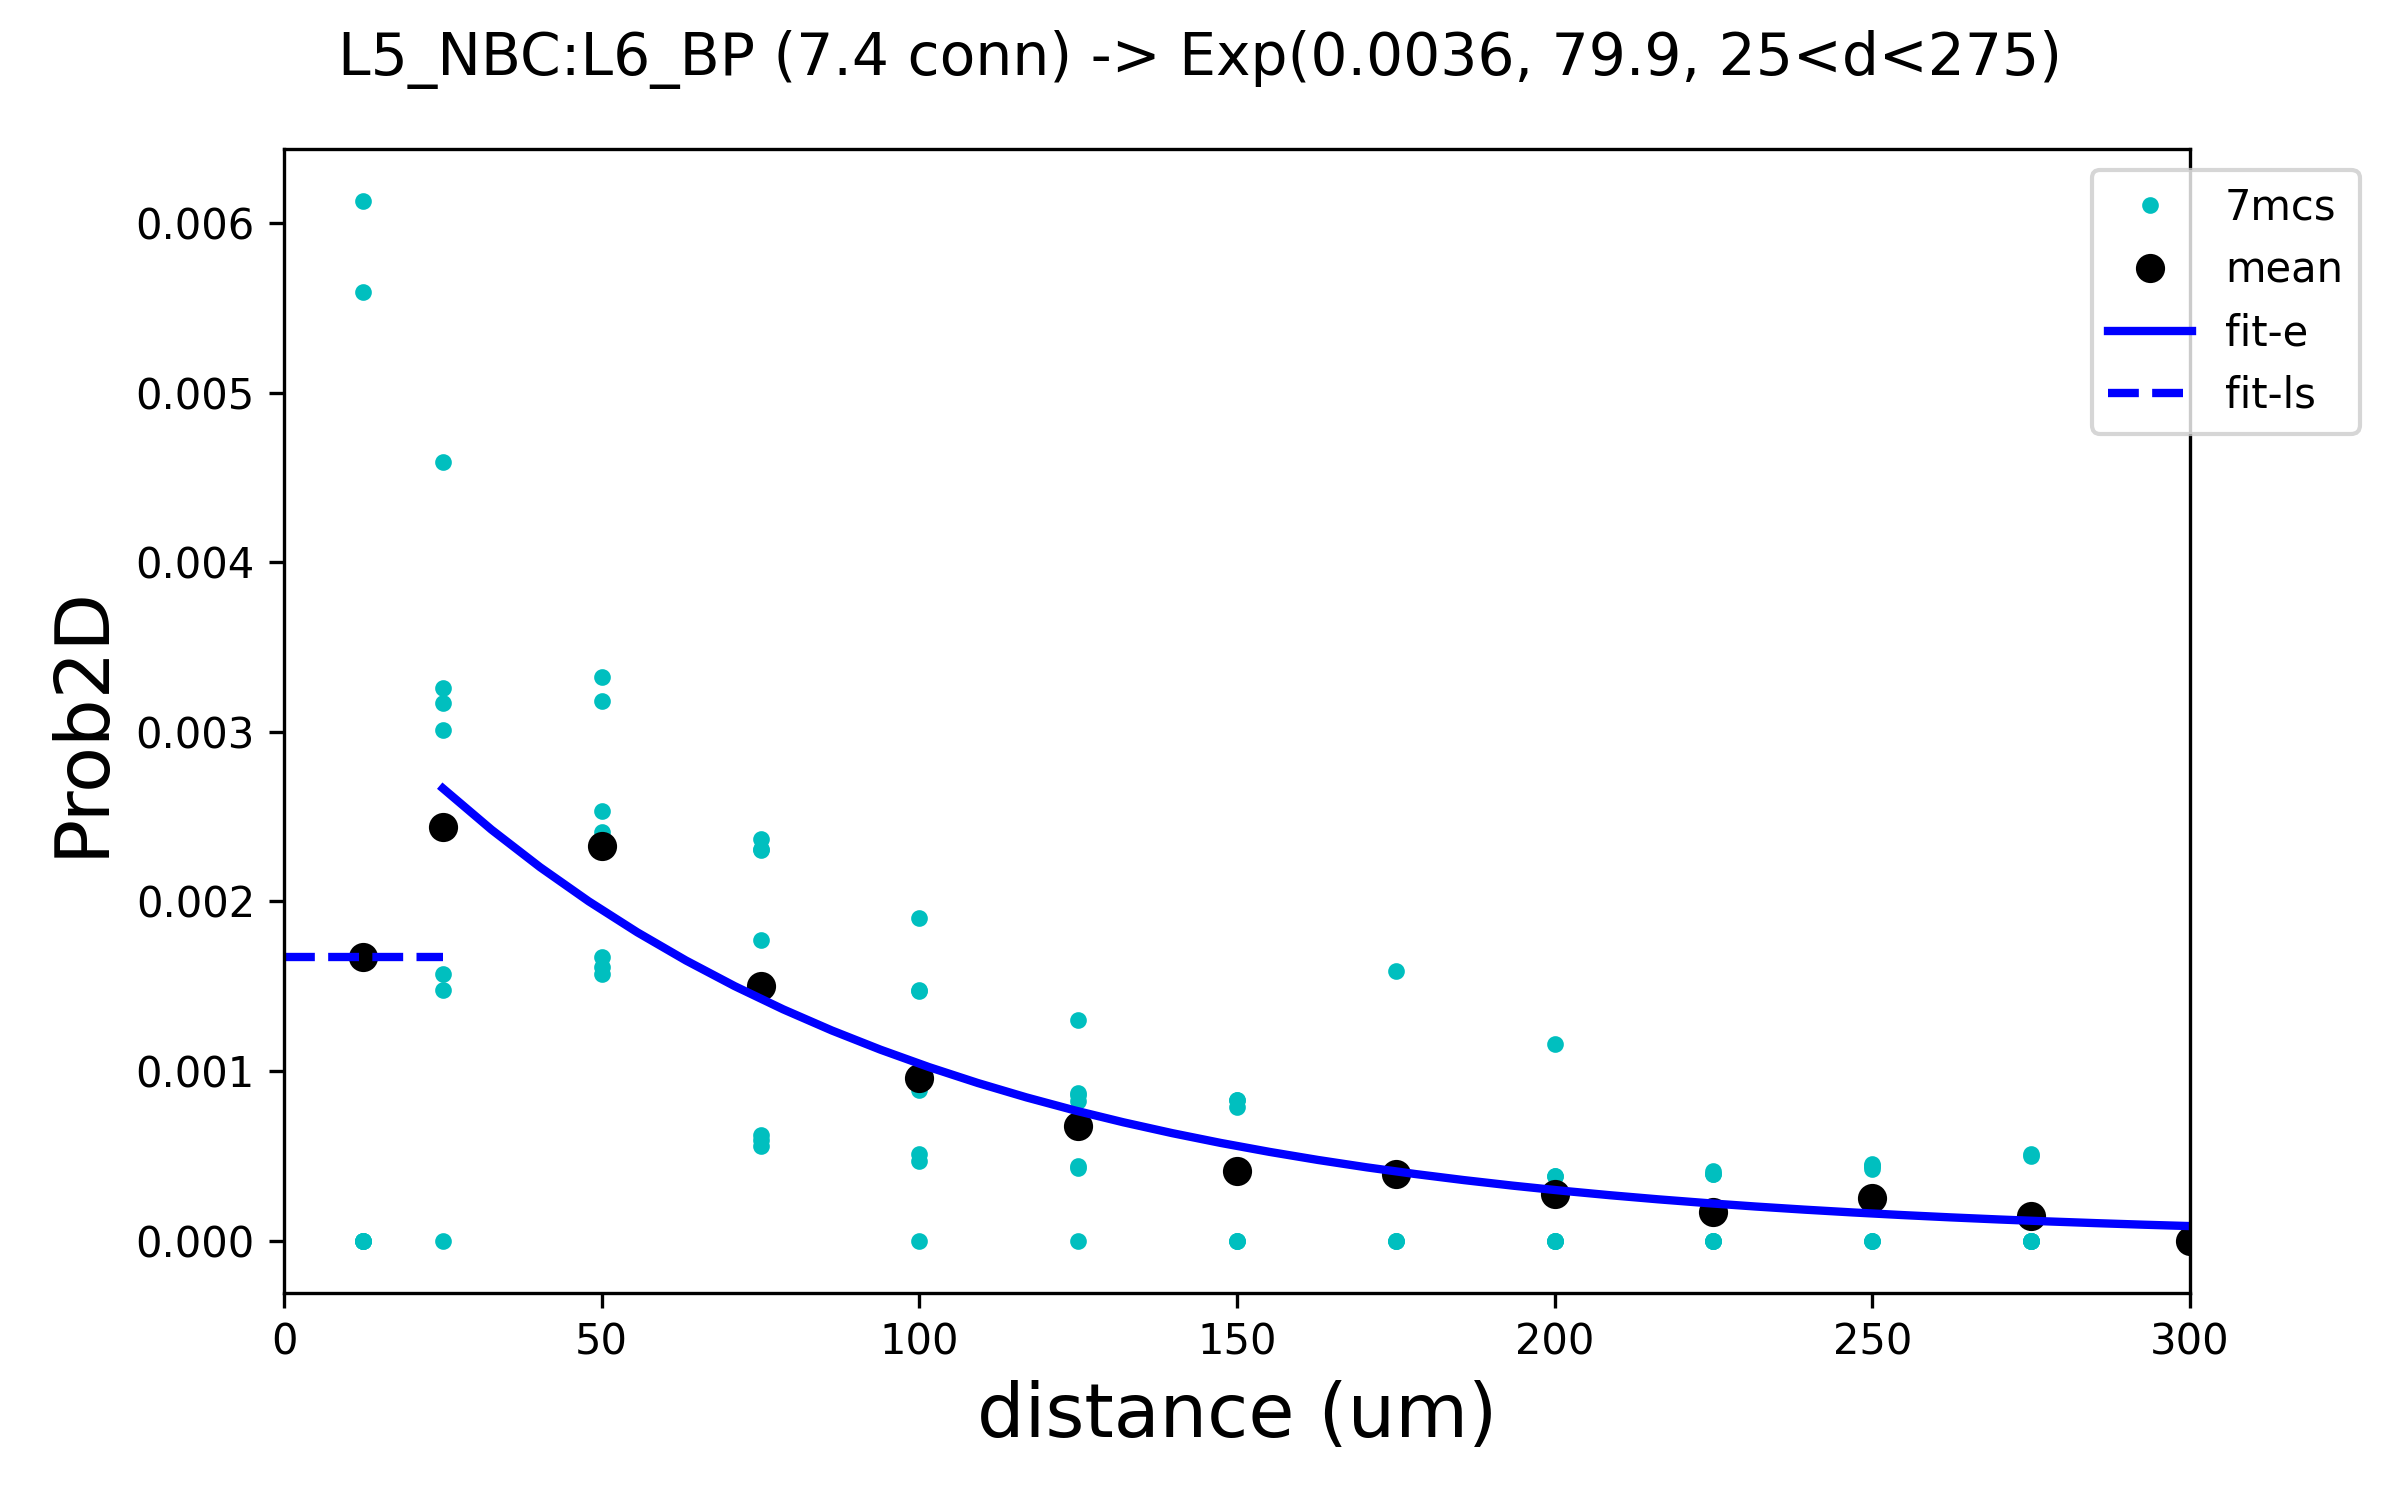 L5_NBC:L6_BP (7.4 conn) -> Exp(0.0036, 79.9, 25<d<275)
7mcs
mean
fit-e
fit-ls
Prob2D
0.006
0.005
0.004
0.003
0.002
0.001
0.000
0 50 100 150 200 250 300
distance (um)